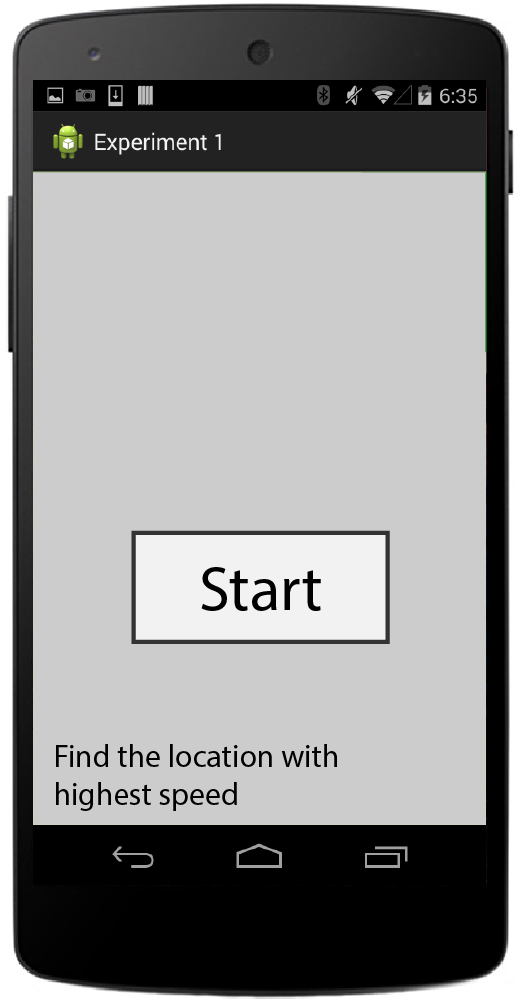 6:35
Experiment 1
Start
Find the location with
highest speed